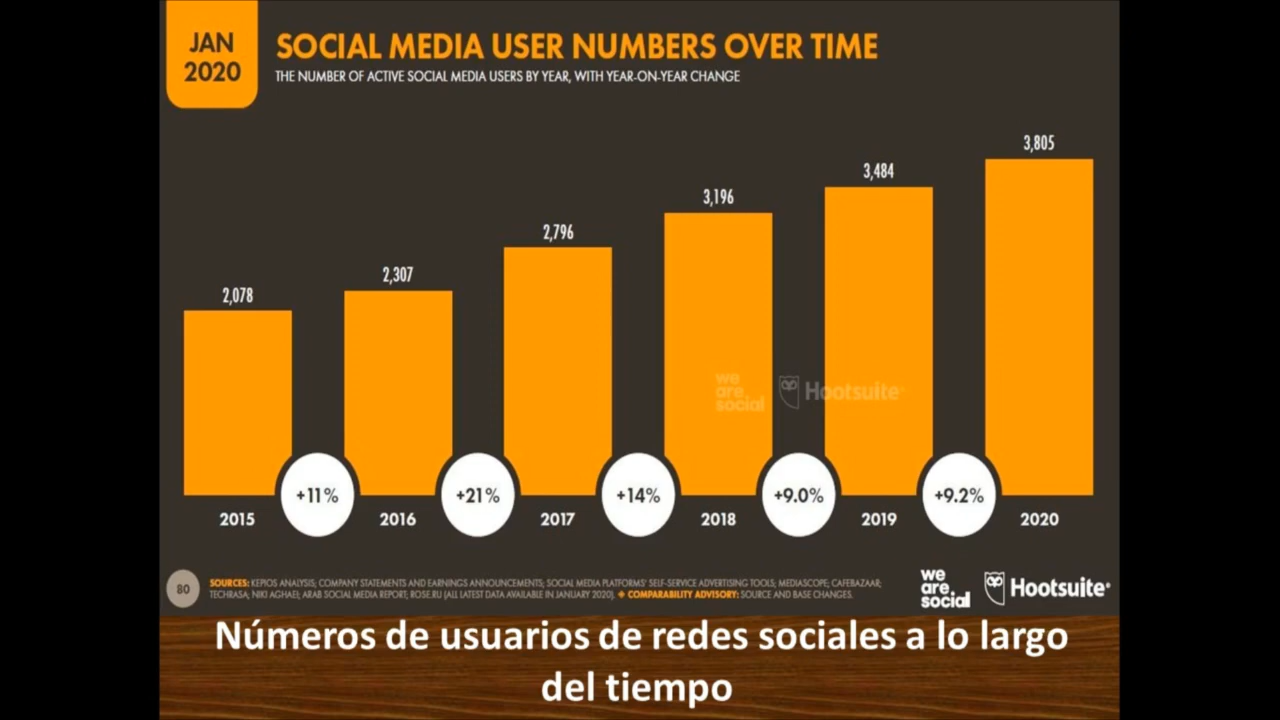 JAN
2020
SOCIAL MEDIA USER NUMBERS OVER TIME
THE NUMBER OF ACTIVE SOCIAL MEDIA USERS BY YEAR, WITH YEAR-ON-YEAR CHANGE
2,078
2,307
2,796
3,196
3,484
3,805
we
are
social
Hootsuite
+11%
+21%
+14%
+9.0%
+9.2%
2015
2016
2017
2018
2019
2020
80
SOURCES: KEPIOS ANALYSIS; COMPANY STATEMENTS AND EARNINGS ANNOUNCEMENTS; SOCIAL MEDIA PLATFORMS' SELF-SERVICE ADVERTISING TOOLS; MEDIASCOPE; CAFEBAZAAR;
TECHRASA; NIKI AGHAEI; ARAB SOCIAL MEDIA REPORT; ROSE.RU (ALL LATEST DATA AVAILABLE IN JANUARY 2020). ◆ COMPARABILITY ADVISORY: SOURCE AND BASE CHANGES.
we
are.
social
Hootsuite®
Números de usuarios de redes sociales a lo largo
del tiempo